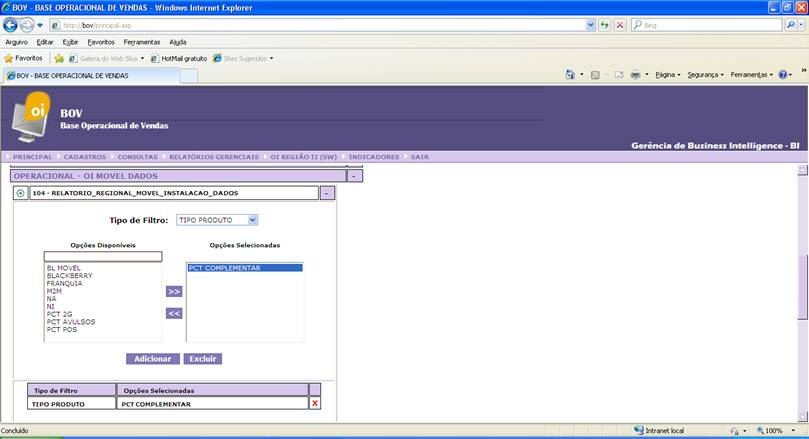 BOV - BASE OPERACIONAL DE VENDAS - Windows Internet Explorer
http://bov/principal.asp
Bing
Arquivo Editar Exibir Favoritos Ferramentas Ajuda
Favoritos Galeria do Web Slice HotMail gratuito Sites Sugeridos
BOV - BASE OPERACIONAL DE VENDAS
Página Segurança Ferramentas
oi
BOV
Base Operacional de Vendas
Gerência de Business Intelligence - BI
PRINCIPAL CADASTROS CONSULTAS RELATÓRIOS GERENCIAIS OI REGIÃO II (SW) INDICADORES SAIR
OPERACIONAL - OI MOVEL DADOS -
104 - RELATORIO_REGIONAL_MOVEL_INSTALACAO_DADOS -
Tipo de Filtro: TIPO PRODUTO
Opções Disponíveis Opções Selecionadas
BL MOVEL
BLACKBERRY
FRANQUIA
M2M
NA
NI
PCT 2G
PCT AVULSOS
PCT POS
PCT COMPLEMENTAR
>>
<<
Adicionar Excluir
Tipo de Filtro Opções Selecionadas
TIPO PRODUTO PCT COMPLEMENTAR X
Concluído Intranet local 100%